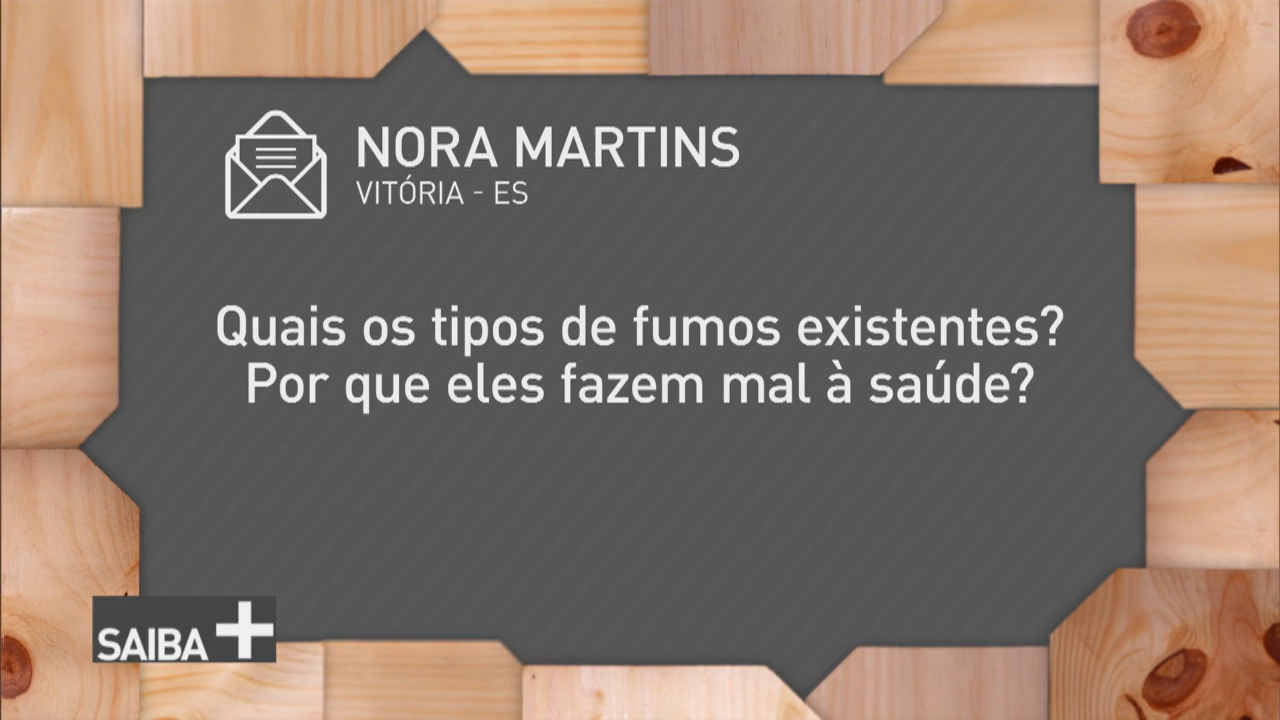 NORA MARTINS
VITÓRIA - ES
Quais os tipos de fumos existentes?
Por que eles fazem mal à saúde?
SAIBA +